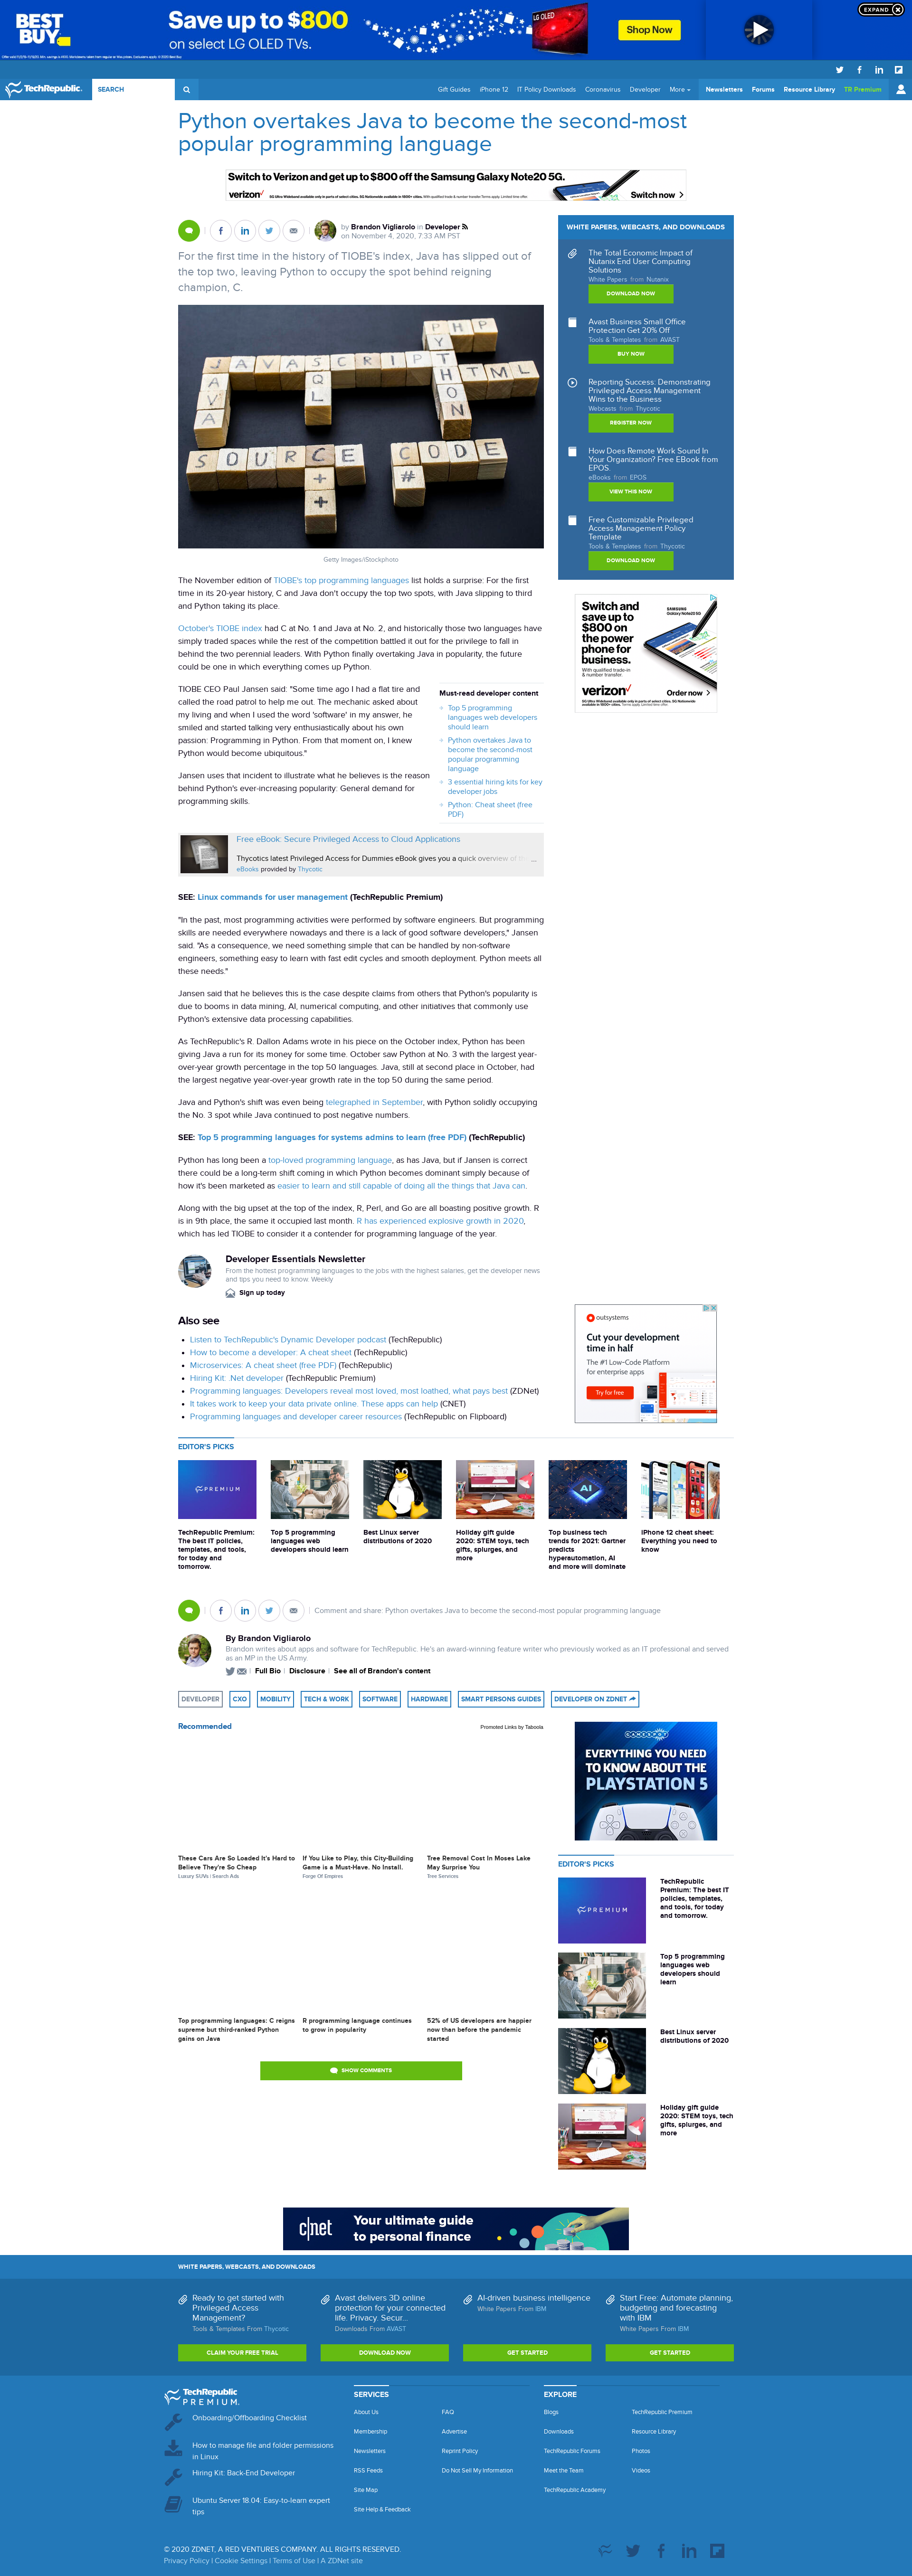 BEST BUY
Save up to $800
on select LG OLED TVs.
LG OLED
Shop Now
EXPAND
TechRepublic.
SEARCH
Gift Guides
iPhone 12
IT Policy Downloads
Coronavirus
Developer
More
Newsletters
Forums
Resource Library
TR Premium
Python overtakes Java to become the second-most
popular programming language
Switch to Verizon and get up to $800 off the Samsung Galaxy Note20 5G.
verizon
Switch now
by Brandon Vigliarolo in Developer
on November 4, 2020, 7:33 AM PST
For the first time in the history of TIOBE's index, Java has slipped out of
the top two, leaving Python to occupy the spot behind reigning
champion, C.
JAVA
JAVASCRIPT
SQL
PHP
PYTHON
HTML
SOURCE
C++
C#
CODE
Getty Images/iStockphoto
The November edition of TIOBE's top programming languages list holds a surprise: For the first
time in its 20-year history, C and Java don't occupy the top two spots, with Java slipping to third
and Python taking its place.
October's TIOBE index had C at No. 1 and Java at No. 2, and historically those two languages have
simply traded spaces while the rest of the competition battled it out for the privilege to fall in
behind the two perennial leaders. With Python finally overtaking Java in popularity, the future
could be one in which everything comes up Python.
TIOBE CEO Paul Jansen said: "Some time ago I had a flat tire and
called the road patrol to help me out. The mechanic asked about
my living and when I used the word 'software' in my answer, he
smiled and started talking very enthusiastically about his own
passion: Programming in Python. From that moment on, I knew
Python would become ubiquitous."
Jansen uses that incident to illustrate what he believes is the reason
behind Python's ever-increasing popularity: General demand for
programming skills.
Must-read developer content
Top 5 programming
languages web developers
should learn
Python overtakes Java to
become the second-most
popular programming
language
3 essential hiring kits for key
developer jobs
Python: Cheat sheet (free
PDF)
Free eBook: Secure Privileged Access to Cloud Applications
Thycotics latest Privileged Access for Dummies eBook gives you a quick overview of
...
eBooks provided by Thycotic
SEE: Linux commands for user management (TechRepublic Premium)
"In the past, most programming activities were performed by software engineers. But programming
skills are needed everywhere nowadays and there is a lack of good software developers," Jansen
said. "As a consequence, we need something simple that can be handled by non-software
engineers, something easy to learn with fast edit cycles and smooth deployment. Python meets all
these needs."
Jansen said that he believes this is the case despite claims from others that Python's popularity is
due to booms in data mining, AI, numerical computing, and other initiatives that commonly use
Python's extensive data processing capabilities.
As TechRepublic's R. Dallon Adams wrote in his piece on the October index, Python has been
giving Java a run for its money for some time. October saw Python at No. 3 with the largest year-
over-year growth percentage in the top 50 languages. Java, still at second place in October, had
the largest negative year-over-year growth rate in the top 50 during the same period.
Java and Python's shift was even being telegraphed in September, with Python solidly occupying
the No. 3 spot while Java continued to post negative numbers.
SEE: Top 5 programming languages for systems admins to learn (free PDF) (TechRepublic)
Python has long been a top-loved programming language, as has Java, but if Jansen is correct
there could be a long-term shift coming in which Python becomes dominant simply because of
how it's been marketed as easier to learn and still capable of doing all the things that Java can.
Along with the big upset at the top of the index, R, Perl, and Go are all boasting positive growth. R
is in 9th place, the same it occupied last month. R has experienced explosive growth in 2020,
which has led TIOBE to consider it a contender for programming language of the year.
Developer Essentials Newsletter
From the hottest programming languages to the jobs with the highest salaries, get the developer news
and tips you need to know. Weekly
Sign up today
Also see
Listen to TechRepublic's Dynamic Developer podcast (TechRepublic)
How to become a developer: A cheat sheet (TechRepublic)
Microservices: A cheat sheet (free PDF) (TechRepublic)
Hiring Kit: .Net developer (TechRepublic Premium)
Programming languages: Developers reveal most loved, most loathed, what pays best (ZDNet)
It takes work to keep your data private online. These apps can help (CNET)
Programming languages and developer career resources (TechRepublic on Flipboard)
WHITE PAPERS, WEBCASTS, AND DOWNLOADS
The Total Economic Impact of
Nutanix End User Computing
Solutions
White Papers from Nutanix
DOWNLOAD NOW
Avast Business Small Office
Protection Get 20% Off
Tools & Templates from AVAST
BUY NOW
Reporting Success: Demonstrating
Privileged Access Management
Wins to the Business
Webcasts from Thycotic
REGISTER NOW
How Does Remote Work Sound In
Your Organization? Free EBook from
EPOS.
eBooks from EPOS
VIEW THIS NOW
Free Customizable Privileged
Access Management Policy
Template
Tools & Templates from Thycotic
DOWNLOAD NOW
Switch and
save up to
$800 on
the power
phone for
business.
With qualified trade-in
& number transfer.
SAMSUNG
Galaxy Note20 5G
verizon
Order now
outsystems
Cut your development
time in half
The #1 Low-Code Platform
for enterprise apps
Try for free
EDITOR'S PICKS
PREMIUM
TechRepublic Premium:
The best IT policies,
templates, and tools,
for today and
tomorrow.
Top 5 programming
languages web
developers should learn
Best Linux server
distributions of 2020
Holiday gift guide
2020: STEM toys, tech
gifts, splurges, and
more
AI
Top business tech
trends for 2021: Gartner
predicts
hyperautomation, AI
and more will dominate
iPhone 12 cheat sheet:
Everything you need to
know
Comment and share: Python overtakes Java to become the second-most popular programming language
By Brandon Vigliarolo
Brandon writes about apps and software for TechRepublic. He's an award-winning feature writer who previously worked as an IT professional and served
as an MP in the US Army.
Full Bio
Disclosure
See all of Brandon's content
DEVELOPER
CXO
MOBILITY
TECH & WORK
SOFTWARE
HARDWARE
SMART PERSONS GUIDES
DEVELOPER ON ZDNET
Recommended
Promoted Links by Taboola
These Cars Are So Loaded It's Hard to
Believe They're So Cheap
Luxury SUVs | Search Ads
If You Like to Play, this City-Building
Game is a Must-Have. No Install.
Forge Of Empires
Tree Removal Cost In Moses Lake
May Surprise You
Tree Services
Top programming languages: C reigns
supreme but third-ranked Python
gains on Java
R programming language continues
to grow in popularity
52% of US developers are happier
now than before the pandemic
started
SHOW COMMENTS
GAMESPOT
EVERYTHING YOU NEED
TO KNOW ABOUT THE
PLAYSTATION 5
EDITOR'S PICKS
PREMIUM
TechRepublic
Premium: The best IT
policies, templates,
and tools, for today
and tomorrow.
Top 5 programming
languages web
developers should
learn
Best Linux server
distributions of 2020
Holiday gift guide
2020: STEM toys, tech
gifts, splurges, and
more
c|net
Your ultimate guide
to personal finance
WHITE PAPERS, WEBCASTS, AND DOWNLOADS
Ready to get started with
Privileged Access
Management?
Tools & Templates From Thycotic
CLAIM YOUR FREE TRIAL
Avast delivers 3D online
protection for your connected
life. Privacy. Secur...
Downloads From AVAST
DOWNLOAD NOW
AI-driven business intelligence
White Papers From IBM
GET STARTED
Start Free: Automate planning,
budgeting and forecasting
with IBM
White Papers From IBM
GET STARTED
TechRepublic
PREMIUM.
Onboarding/Offboarding Checklist
How to manage file and folder permissions
in Linux
Hiring Kit: Back-End Developer
Ubuntu Server 18.04: Easy-to-learn expert
tips
SERVICES
About Us
FAQ
Membership
Advertise
Newsletters
Reprint Policy
RSS Feeds
Do Not Sell My Information
Site Map
Site Help & Feedback
EXPLORE
Blogs
TechRepublic Premium
Downloads
Resource Library
TechRepublic Forums
Photos
Meet the Team
Videos
TechRepublic Academy
© 2020 ZDNET, A RED VENTURES COMPANY. ALL RIGHTS RESERVED.
Privacy Policy | Cookie Settings | Terms of Use | A ZDNet site